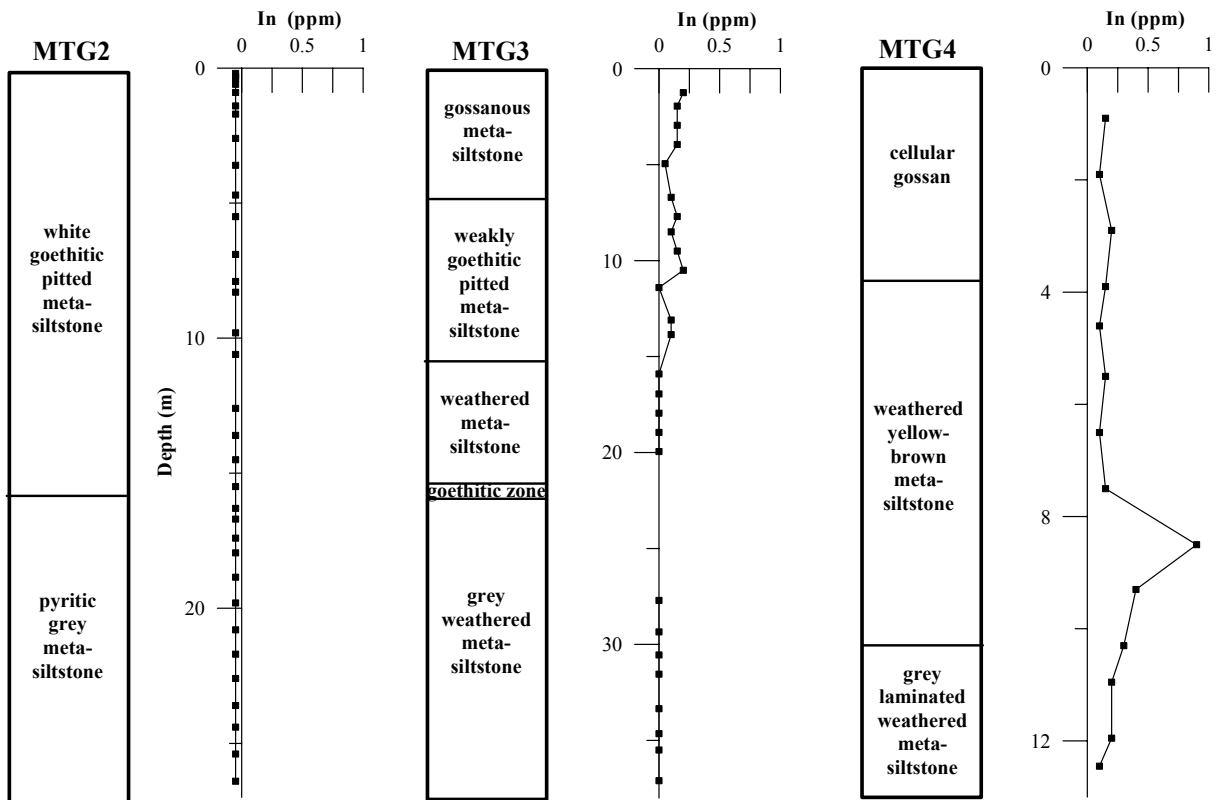 MTG2
In (ppm)
0 0.5 1
0
10
20
Depth (m)
white
goethitic
pitted
meta-
siltstone
pyritic
grey
meta-
siltstone
MTG3
In (ppm)
0 0.5 1
0
10
20
30
gossanous
meta-
siltstone
weakly
goethitic
pitted
meta-
siltstone
weathered
meta-
siltstone
goethitic zone
grey
weathered
meta-
siltstone
MTG4
In (ppm)
0 0.5 1
0
4
8
12
cellular
gossan
weathered
yellow-
brown
meta-
siltstone
grey
laminated
weathered
meta-
siltstone